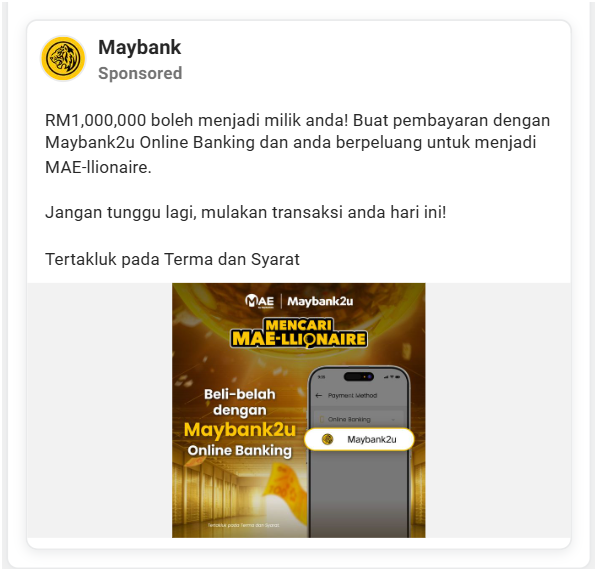 Maybank
Sponsored
RM1,000,000 boleh menjadi milik anda! Buat pembayaran dengan
Maybank2u Online Banking dan anda berpeluang untuk menjadi
MAE-llionaire.
Jangan tunggu lagi, mulakan transaksi anda hari ini!
Tertakluk pada Terma dan Syarat
MAE | Maybank2u
MENCARI
MAE-LLIONAIRE
Beli-belah
dengan
Maybank2u
Online Banking
Payment Method
Online Banking
Maybank2u
Tertakluk pada Terma dan Syarat